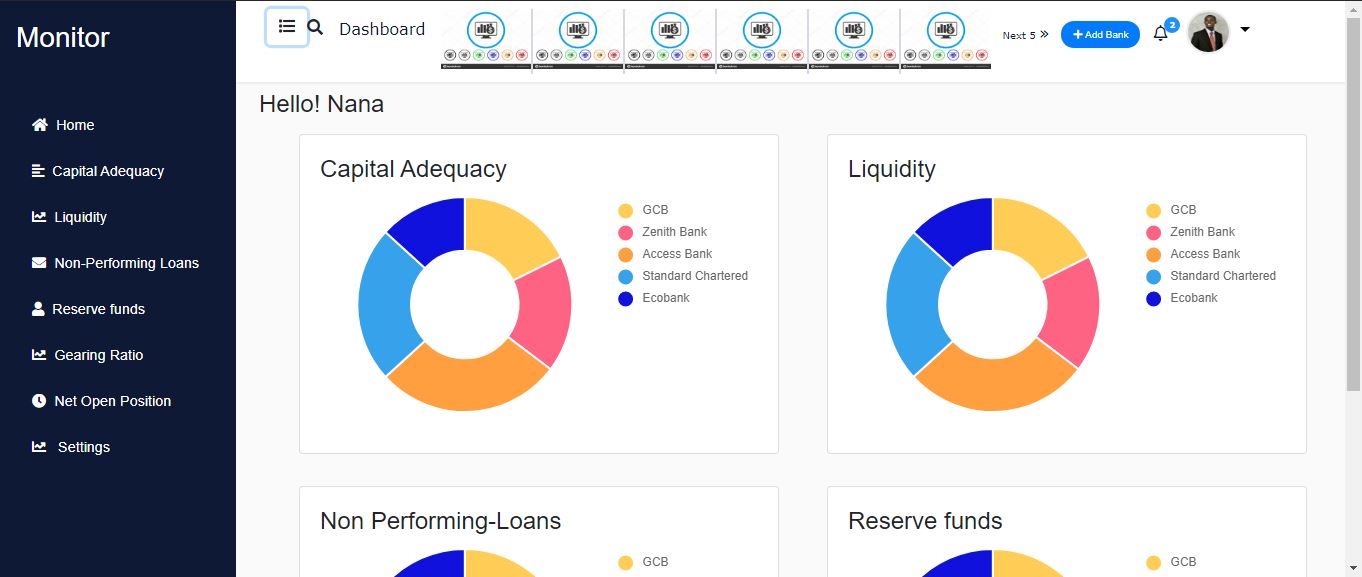 Monitor
Home
Capital Adequacy
Liquidity
Non-Performing Loans
Reserve funds
Gearing Ratio
Net Open Position
Settings
Dashboard
Next 5 »
Add Bank
2
Hello! Nana
Capital Adequacy
GCB
Zenith Bank
Access Bank
Standard Chartered
Ecobank
Liquidity
GCB
Zenith Bank
Access Bank
Standard Chartered
Ecobank
Non Performing-Loans
GCB
Reserve funds
GCB